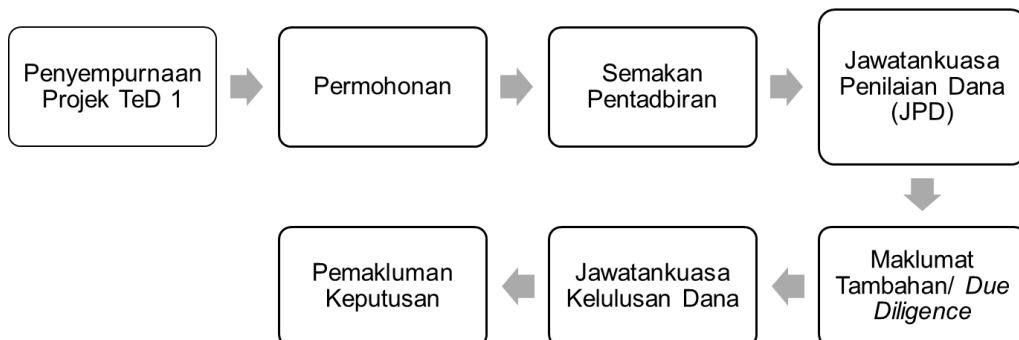 Penyempurnaan
Projek TeD 1
Permohonan
Semakan
Pentadbiran
Jawatankuasa
Penilaian Dana
(JPD)
Maklumat
Tambahan/ Due
Diligence
Jawatankuasa
Kelulusan Dana
Pemakluman
Keputusan